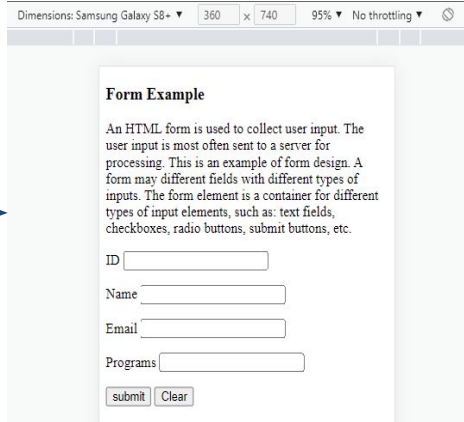 Dimensions: Samsung Galaxy S8+ ▼ 360 x 740 95% ▼ No throttling ▼
Form Example
An HTML form is used to collect user input. The
user input is most often sent to a server for
processing. This is an example of form design. A
form may different fields with different types of
inputs. The form element is a container for different
types of input elements, such as: text fields,
checkboxes, radio buttons, submit buttons, etc.
ID
Name
Email
Programs
submit Clear